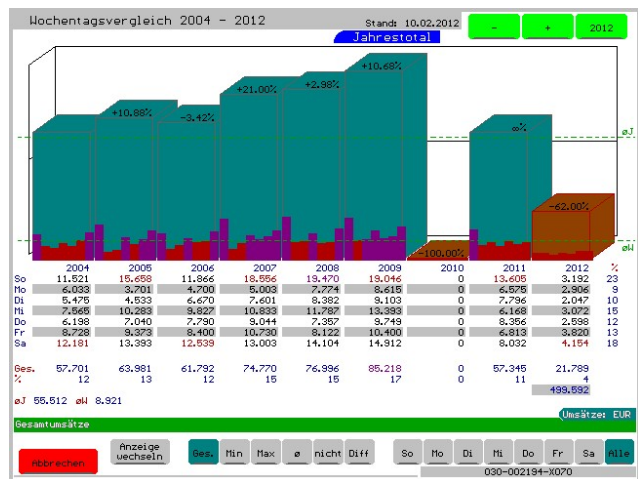 Wochentagsvergleich 2004 - 2012
Stand: 10.02.2012
- + 2012
Jahrestotal
+10.88% -3.42% +21.00% +2.98% +10.68% -100.00% ∞% -62.00%
øJ
øW
2004 2005 2006 2007 2008 2009 2010 2011 2012 %
So 11.521 15.658 11.866 18.556 19.470 19.046 0 13.605 3.192 23
Mo 6.033 3.701 4.700 5.003 7.774 8.615 0 6.575 2.906 9
Di 5.475 4.533 6.670 7.601 8.382 9.103 0 7.796 2.047 10
Mi 7.565 10.283 9.827 10.833 11.787 13.393 0 6.168 3.072 15
Do 6.198 7.040 7.790 9.044 7.357 9.749 0 8.356 2.598 12
Fr 8.728 9.373 8.400 10.730 8.122 10.400 0 6.813 3.820 13
Sa 12.181 13.393 12.539 13.003 14.104 14.912 0 8.032 4.154 18
Ges. 57.701 63.981 61.792 74.770 76.996 85.218 0 57.345 21.789
% 12 13 12 15 15 17 0 11 4
499.592
øJ 55.512 øW 8.921
Umsätze: EUR
Gesamtumsätze
Abbrechen
Anzeige wechseln
Ges. Min Max ø nicht Diff So Mo Di Mi Do Fr Sa Alle
030-002194-X070